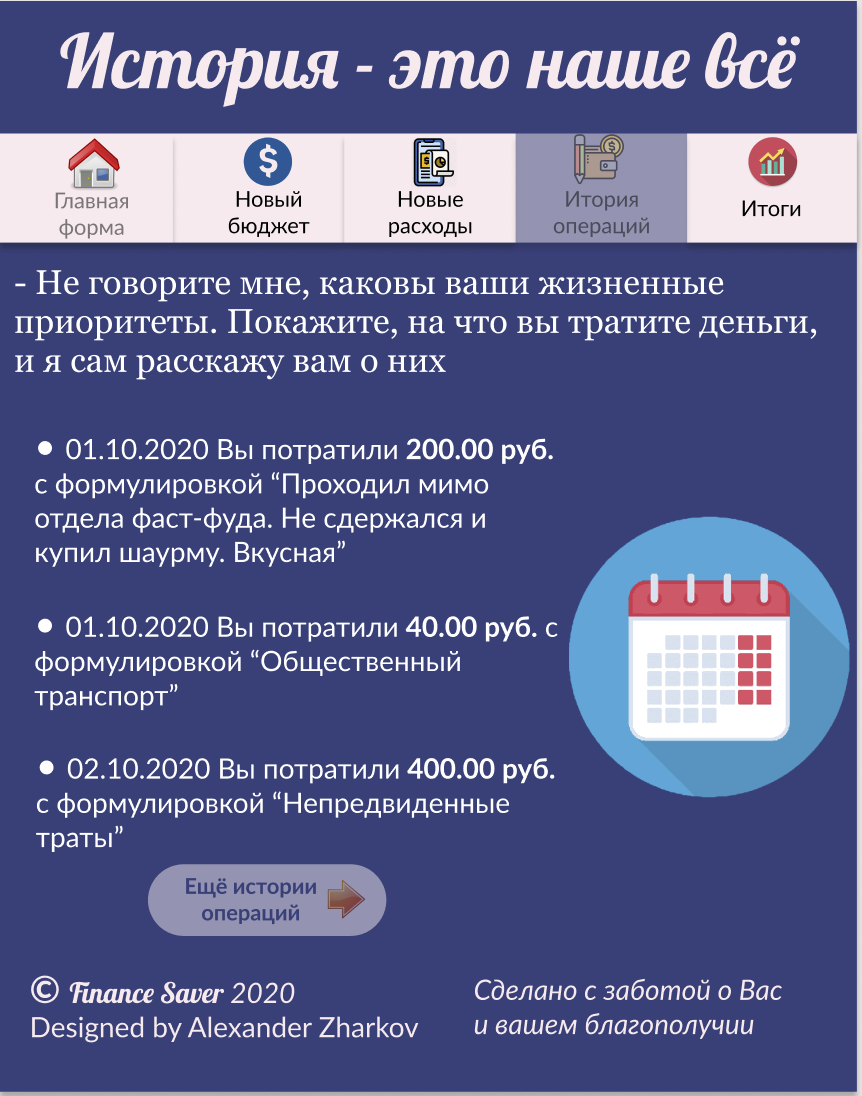 История - это наше всё
Главная
форма
Новый
бюджет
Новые
расходы
Итория
операций
Итоги
- Не говорите мне, каковы ваши жизненные
приоритеты. Покажите, на что вы тратите деньги,
и я сам расскажу вам о них
• 01.10.2020 Вы потратили 200.00 руб.
с формулировкой “Проходил мимо
отдела фаст-фуда. Не сдержался и
купил шаурму. Вкусная”
• 01.10.2020 Вы потратили 40.00 руб. с
формулировкой “Общественный
транспорт”
• 02.10.2020 Вы потратили 400.00 руб.
с формулировкой “Непредвиденные
траты”
Ещё истории
операций
© Finance Saver 2020
Designed by Alexander Zharkov
Сделано с заботой о Вас
и вашем благополучии